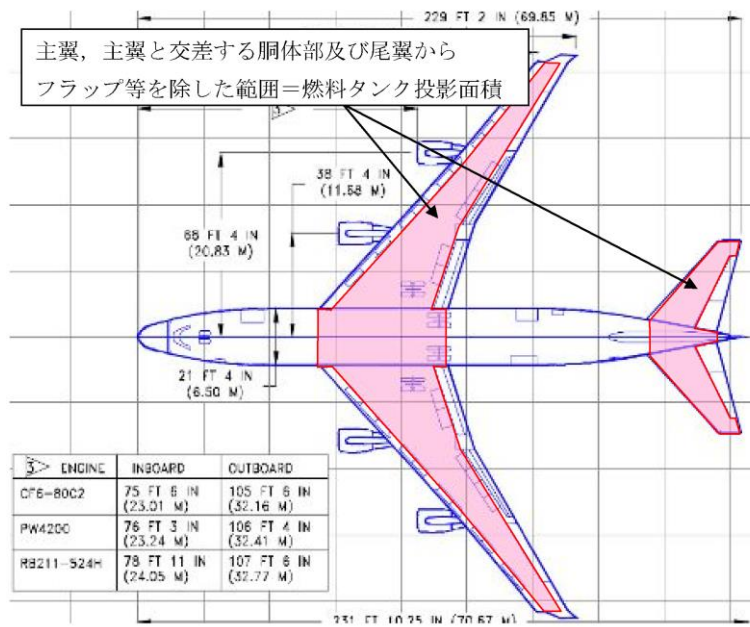 229 FT 2 IN (69.85 M)
主翼，主翼と交差する胴体部及び尾翼から
フラップ等を除した範囲＝燃料タンク投影面積
3
38 FT 4 IN
(11.68 M)
68 FT 4 IN
(20.83 M)
21 FT 4 IN
(6.50 M)
3 ENGINE INBOARD OUTBOARD
CF6-80C2 75 FT 6 IN 105 FT 6 IN
(23.01 M) (32.16 M)
PW4200 76 FT 3 IN 106 FT 4 IN
(23.24 M) (32.41 M)
RB211-524H 78 FT 11 IN 107 FT 6 IN
(24.05 M) (32.77 M)
231 FT 10.25 IN (70.67 M)